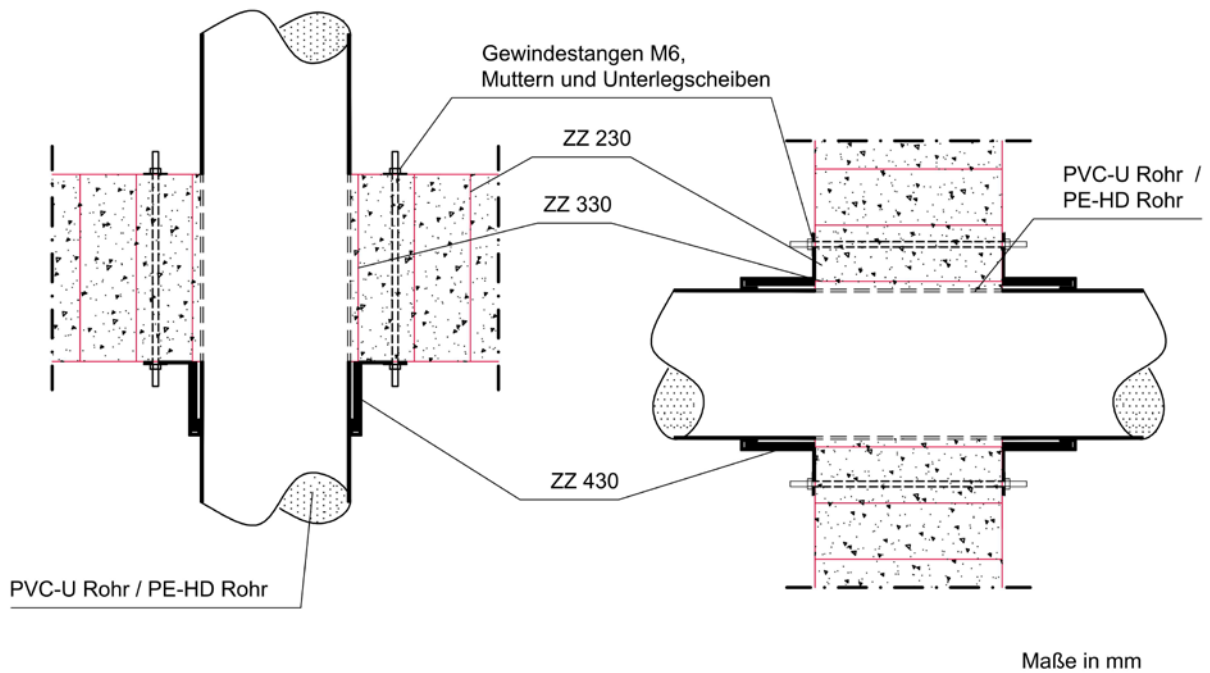 Gewindestangen M6,
Muttern und Unterlegscheiben
ZZ 230
PVC-U Rohr /
PE-HD Rohr
ZZ 330
ZZ 430
PVC-U Rohr / PE-HD Rohr
Maße in mm